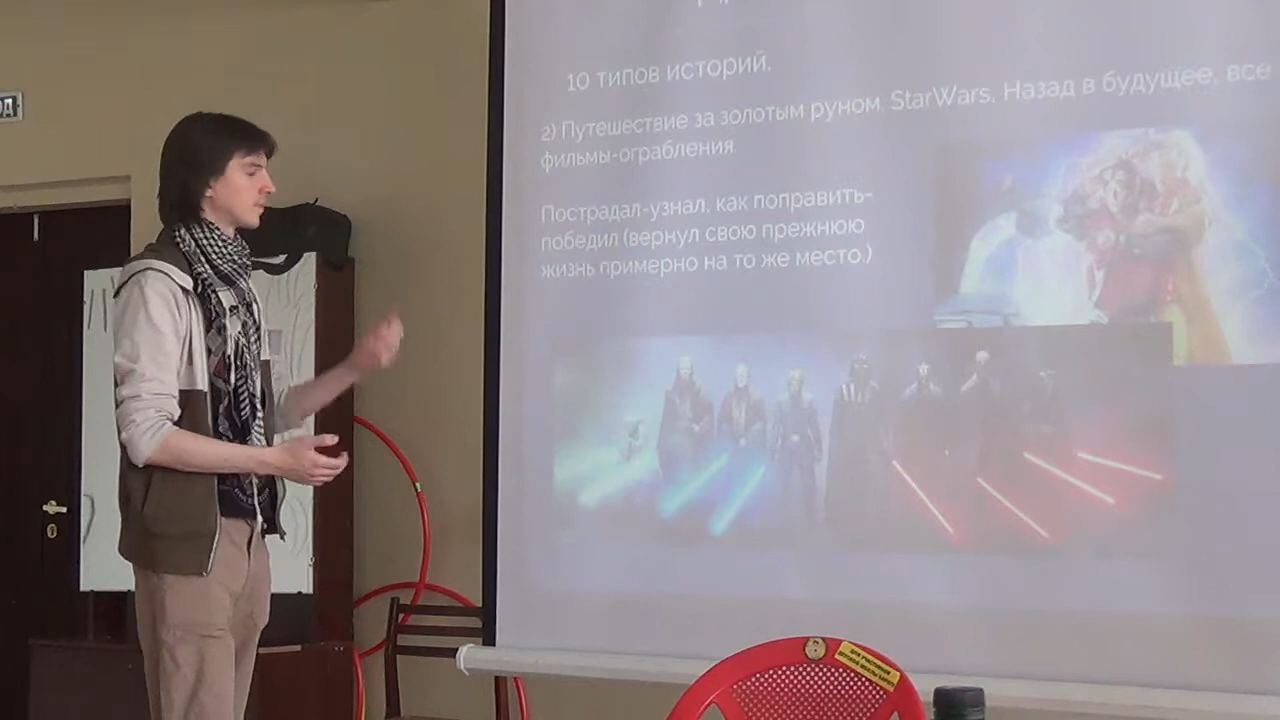 10 типов историй.
2) Путешествие за золотым руном. StarWars, Назад в будущее, все
фильмы-ограбления
Пострадал-узнал, как поправить-
победил (вернул свою прежнюю
жизнь примерно на то же место.)